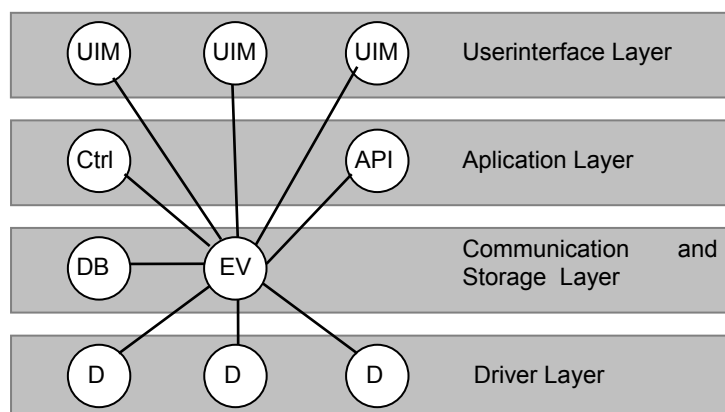 UIM UIM UIM Userinterface Layer
Ctrl API Aplication Layer
DB EV Communication and
Storage Layer
D D D Driver Layer